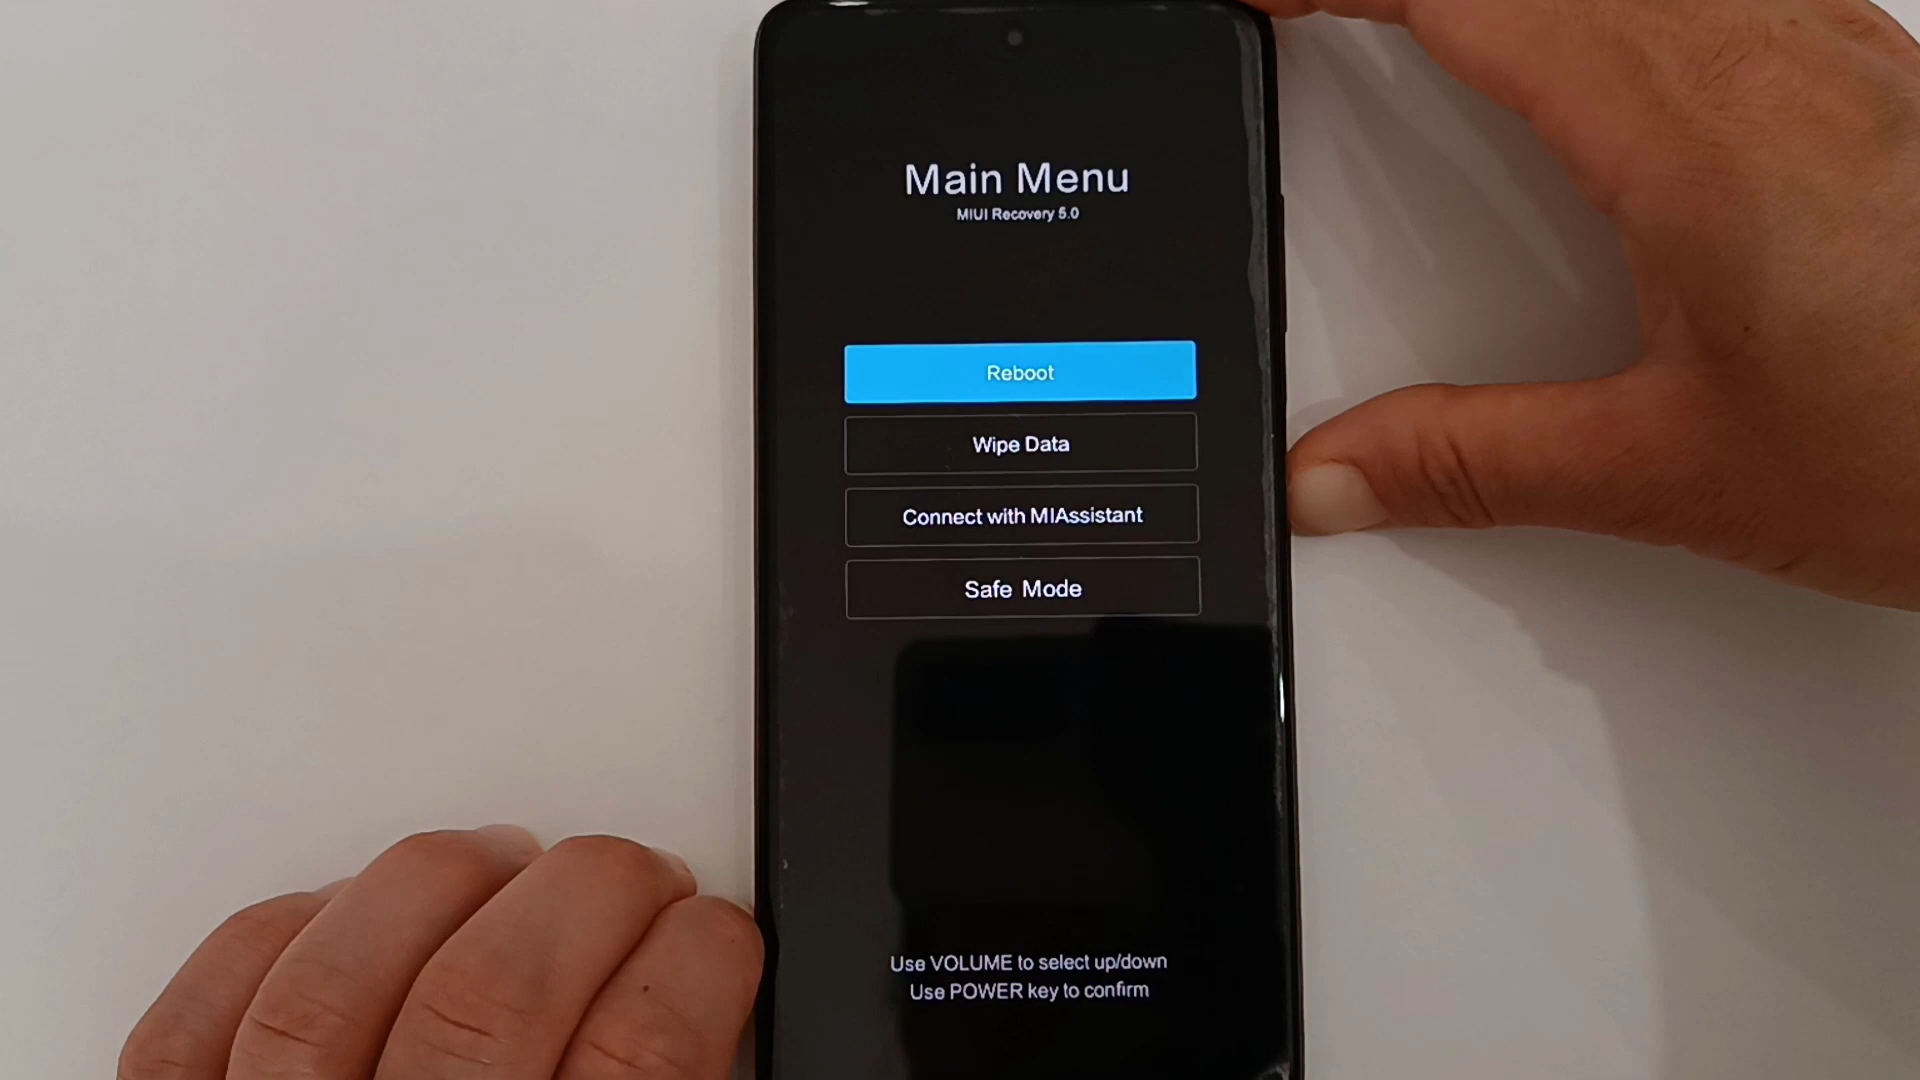 Main Menu
MIUI Recovery 5.0
Reboot
Wipe Data
Connect with MIAssistant
Safe Mode
Use VOLUME to select up/down
Use POWER key to confirm